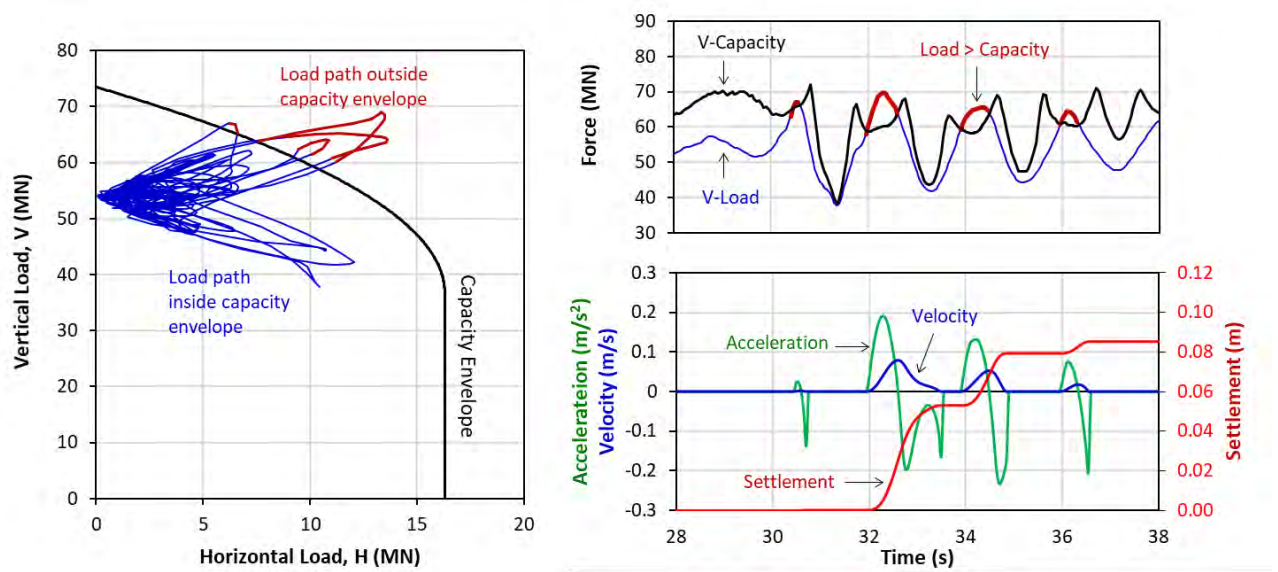 80
70
60
50
40
30
20
10
0
Vertical Load, V (MN)
Load path outside
capacity envelope
Load path
inside capacity
envelope
Capacity Envelope
0 5 10 15 20
Horizontal Load, H (MN)
90
80
70
60
50
40
30
Force (MN)
V-Capacity
Load > Capacity
V-Load
0.3
0.2
0.1
0
-0.1
-0.2
-0.3
Accelerateion (m/s²)
Velocity (m/s)
Acceleration
Velocity
Settlement
0.12
0.10
0.08
0.06
0.04
0.02
0.00
Settlement (m)
28 30 32 34 36 38
Time (s)